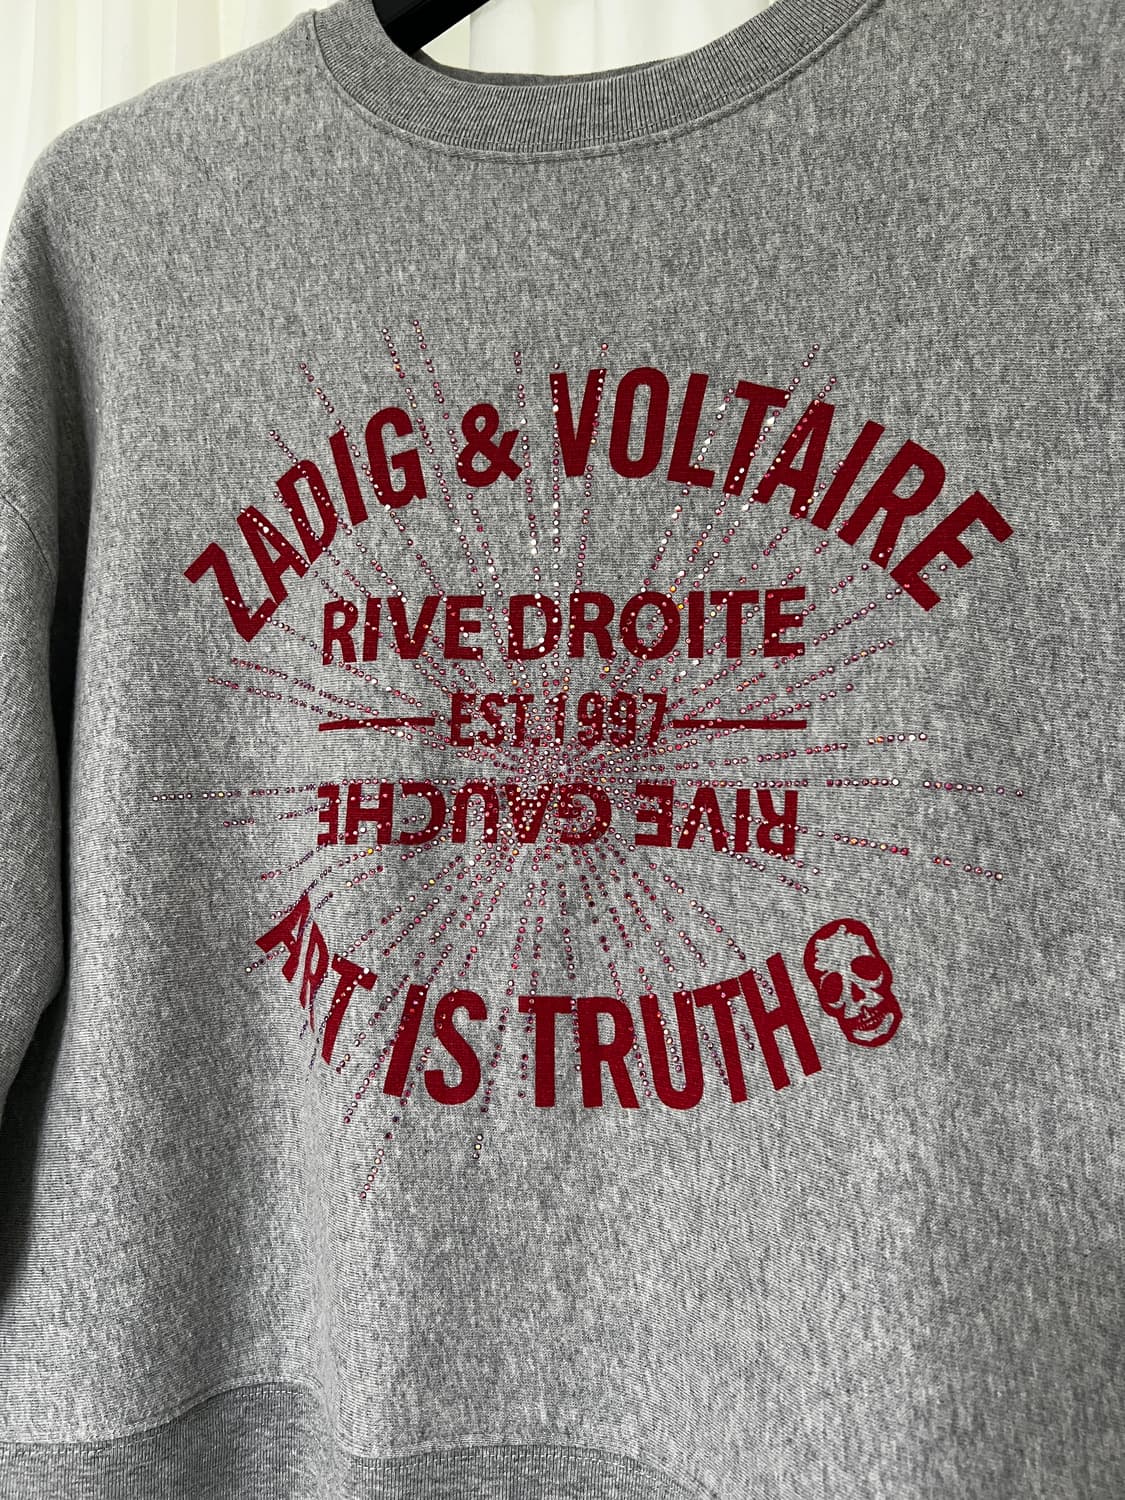 ZADIG & VOLTAIRE
RIVE DROITE
EST.1997
RIVE GAUCHE
ART IS TRUTH